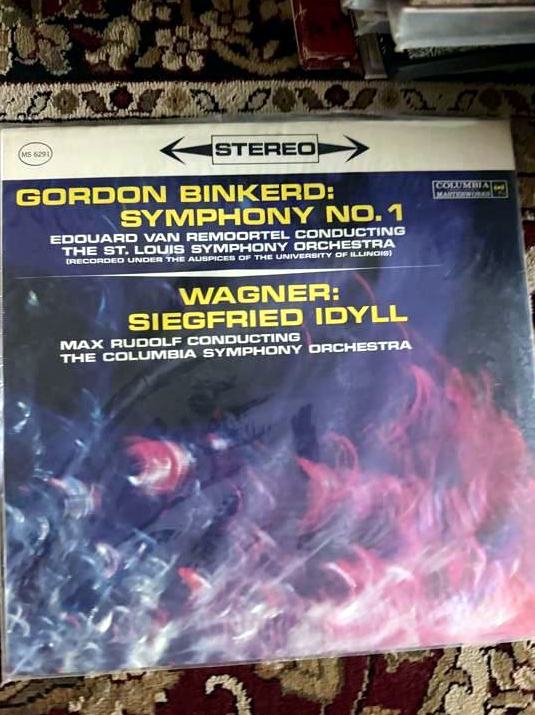 STEREO
MS 6291
GORDON BINKERD:
SYMPHONY NO. 1
COLUMBIA
MASTERWORKS
EDOUARD VAN REMOORTEL CONDUCTING
THE ST. LOUIS SYMPHONY ORCHESTRA
(RECORDED UNDER THE AUSPICES OF THE UNIVERSITY OF ILLINOIS)
WAGNER:
SIEGFRIED IDYLL
MAX RUDOLF CONDUCTING
THE COLUMBIA SYMPHONY ORCHESTRA